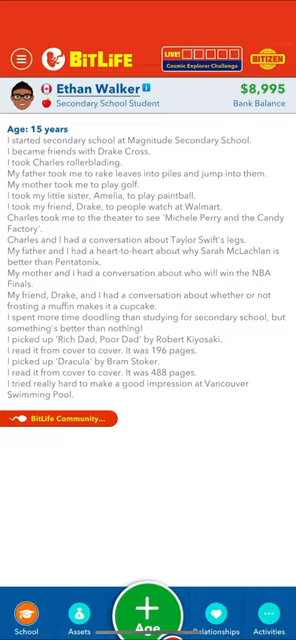 BitLife
LIVE!
Cosmic Explorer Challenge
BITIZEN
Ethan Walker
$8,995
Secondary School Student
Bank Balance
Age: 15 years
I started secondary school at Magnitude Secondary School.
I became friends with Drake Cross.
I took Charles rollerblading.
My father took me to rake leaves into piles and jump into them.
My mother took me to play golf.
I took my little sister, Amelia, to play paintball.
I took my friend, Drake, to people watch at Walmart.
Charles took me to the theater to see 'Michele Perry and the Candy
Factory'.
Charles and I had a conversation about Taylor Swift's legs.
My father and I had a heart-to-heart about why Sarah McLachlan is
better than Pentatonix.
My mother and I had a conversation about who will win the NBA
Finals.
My friend, Drake, and I had a conversation about whether or not
frosting a muffin makes it a cupcake.
I spent more time doodling than studying for secondary school, but
something's better than nothing!
I picked up 'Rich Dad, Poor Dad' by Robert Kiyosaki.
I read it from cover to cover. It was 196 pages.
I picked up 'Dracula' by Bram Stoker.
I read it from cover to cover. It was 488 pages.
I tried really hard to make a good impression at Vancouver
Swimming Pool.
BitLife Community...
School
Assets
Age
Relationships
Activities